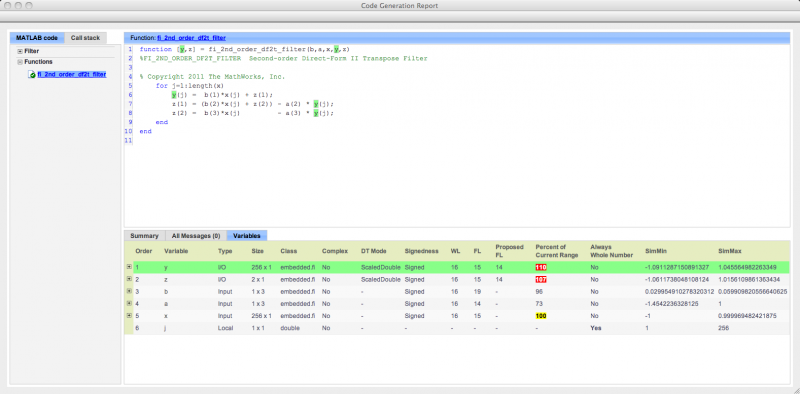 Code Generation Report
MATLAB code Call stack
Filter
Functions
fi_2nd_order_df2t_filter
Function: fi_2nd_order_df2t_filter
1 function [y,z] = fi_2nd_order_df2t_filter(b,a,x,y,z)
2 %FI_2ND_ORDER_DF2T_FILTER Second-order Direct-Form II Transpose Filter
3
4 % Copyright 2011 The MathWorks, Inc.
5 for j=1:length(x)
6 y(j) = b(1)*x(j) + z(1);
7 z(1) = (b(2)*x(j) + z(2)) - a(2) * y(j);
8 z(2) = b(3)*x(j) - a(3) * y(j);
9 end
10 end
11
Summary All Messages (0) Variables
Order Variable Type Size Class Complex DT Mode Signedness WL FL Proposed FL Percent of Current Range Always Whole Number SimMin SimMax
1 y I/O 256 x 1 embedded.fi No ScaledDouble Signed 16 15 14 110 No -1.0911287150891327 1.045564982263349
2 z I/O 2 x 1 embedded.fi No ScaledDouble Signed 16 15 14 107 No -1.0611738048108124 1.0156109861363434
3 b Input 1 x 3 embedded.fi No - Signed 16 19 - 96 No 0.029954910278320312 0.059909820556640625
4 a Input 1 x 3 embedded.fi No - Signed 16 14 - 73 No -1.4542236328125 1
5 x Input 256 x 1 embedded.fi No - Signed 16 15 - 100 No -1 0.999969482421875
6 j Local 1 x 1 double No - - - - - - Yes 1 256